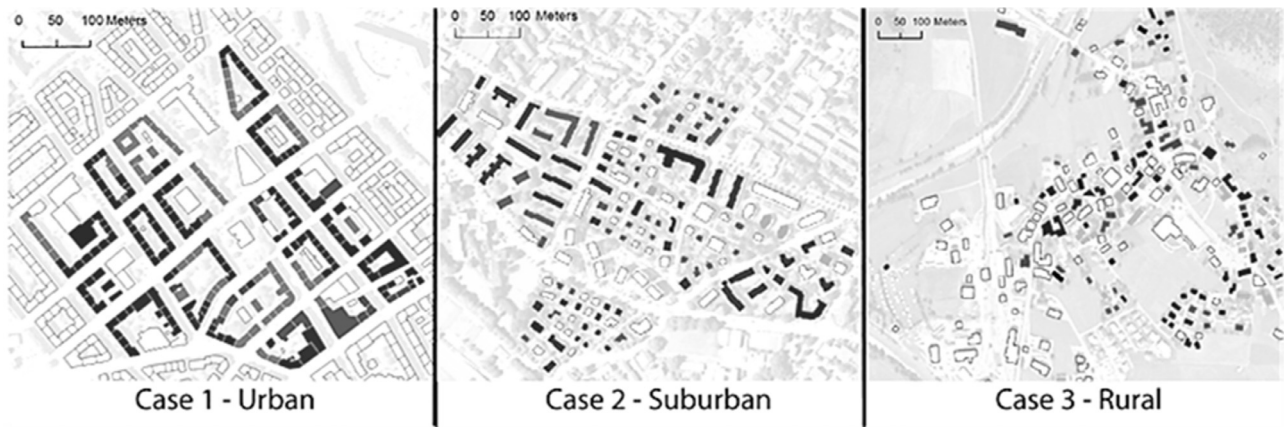 0 50 100 Meters
0 50 100 Meters
0 50 100 Meters
Case 1 - Urban
Case 2 - Suburban
Case 3 - Rural